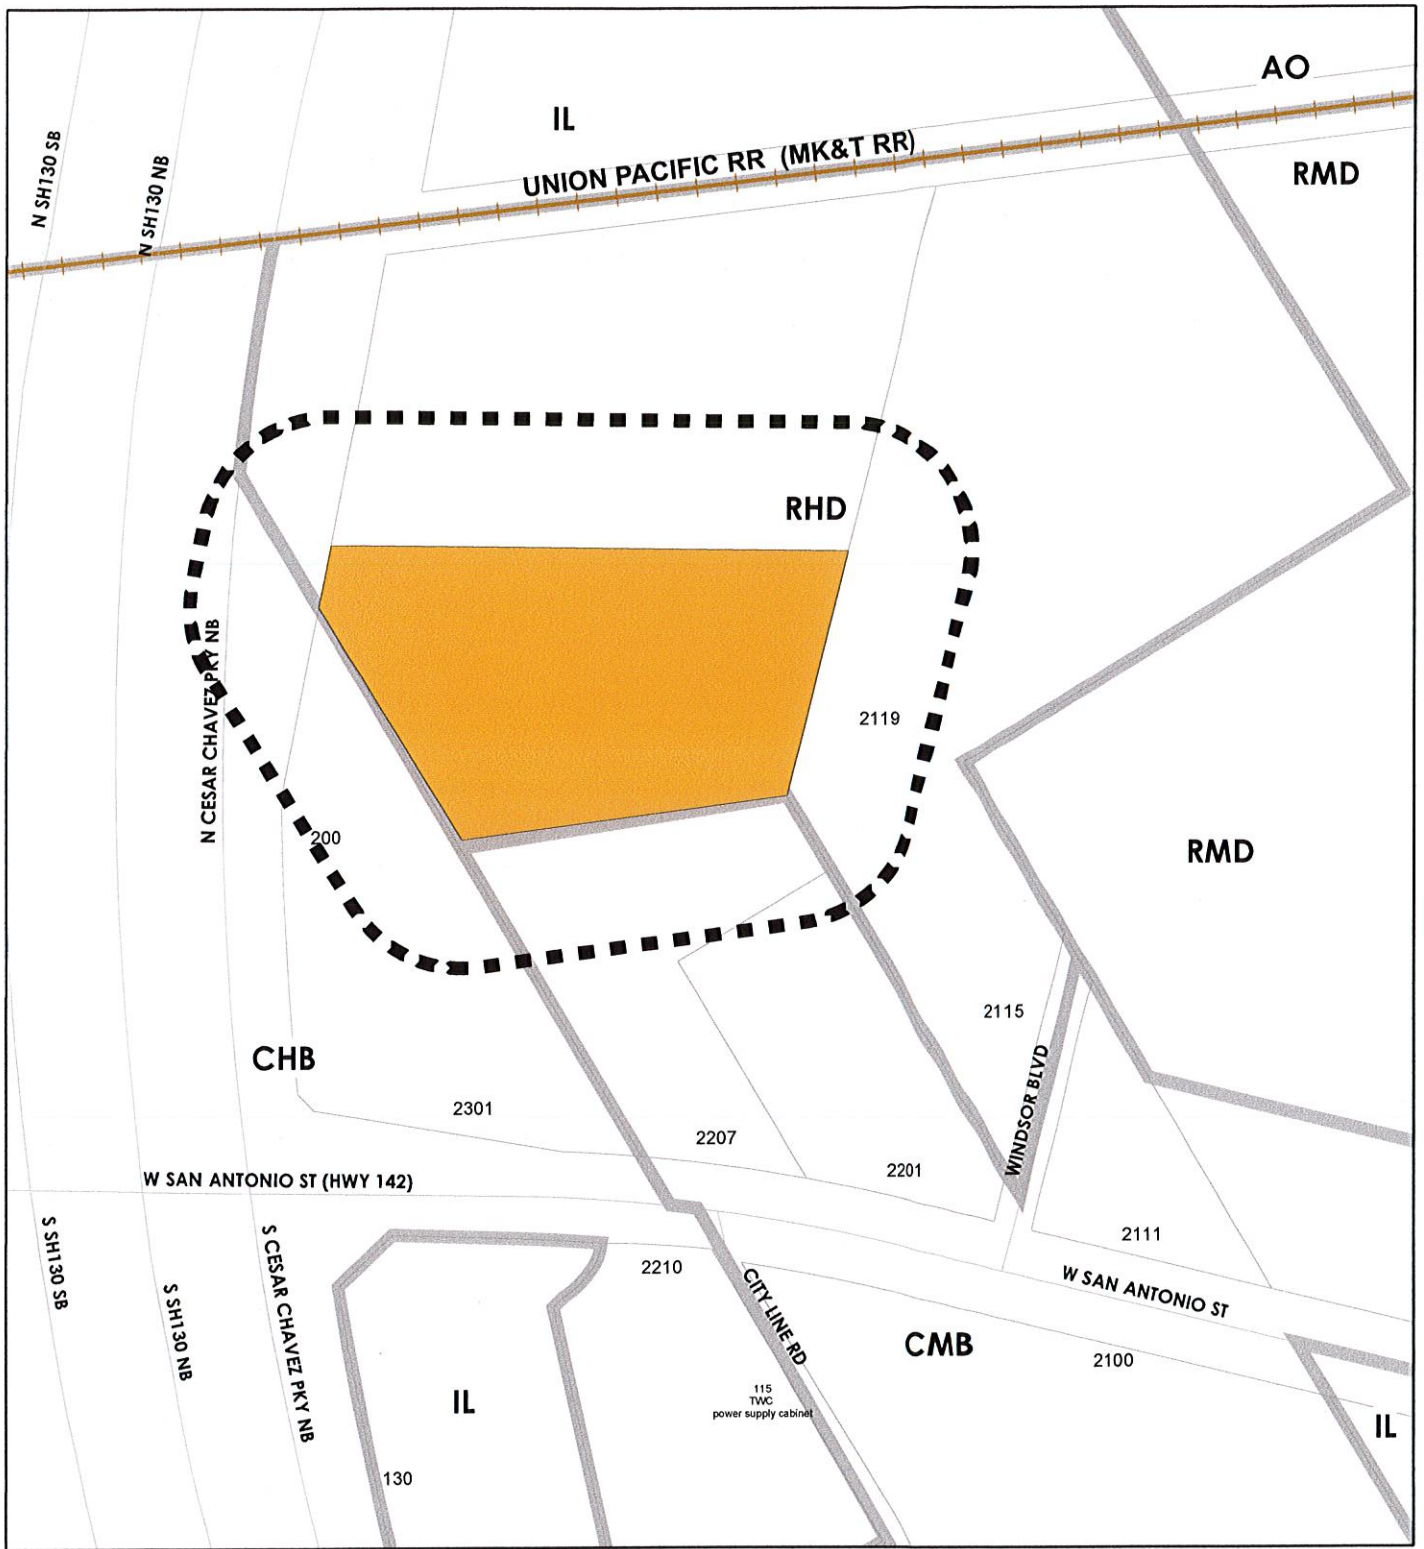 AO
IL
UNION PACIFIC RR (MK&T RR)
N SH130 SB
N SH130 NB
RMD
RHD
N CESAR CHAVEZ PKY NB
2119
200
RMD
2115
CHB
WINDSOR BLVD
2301
2207
2201
W SAN ANTONIO ST (HWY 142)
2111
2210
S SH130 SB
S SH130 NB
S CESAR CHAVEZ PKY NB
CITY LINE RD
W SAN ANTONIO ST
CMB
2100
115
TWC
power supply cabinet
IL
IL
130